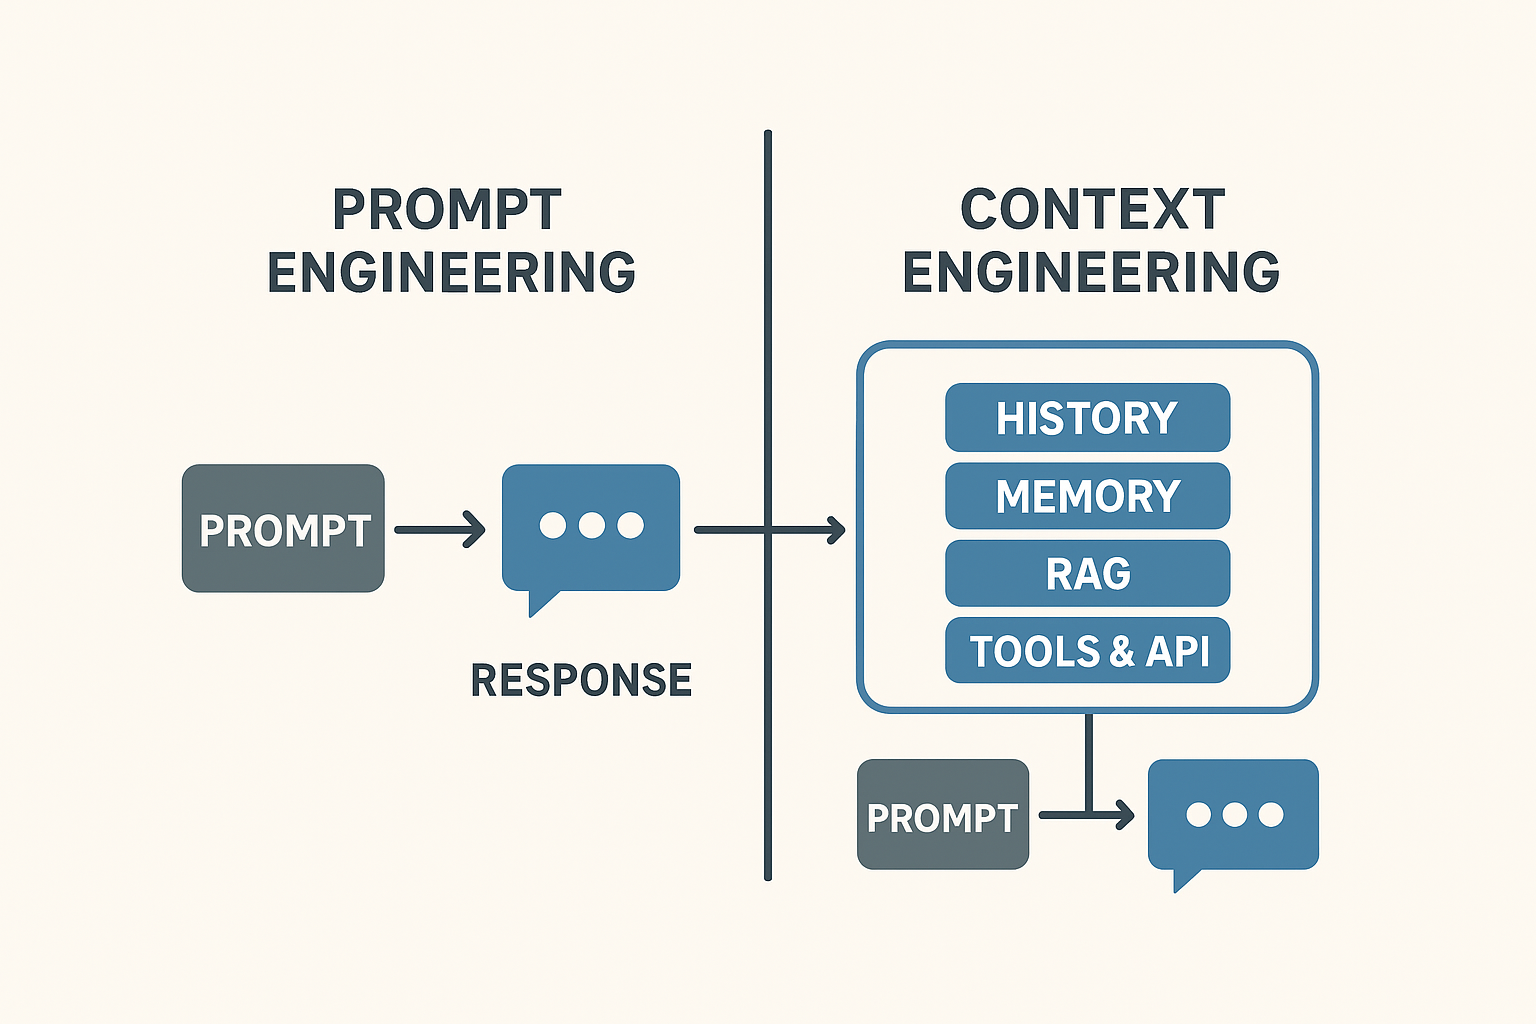 PROMPT
ENGINEERING
PROMPT
RESPONSE
CONTEXT
ENGINEERING
HISTORY
MEMORY
RAG
TOOLS & API
PROMPT